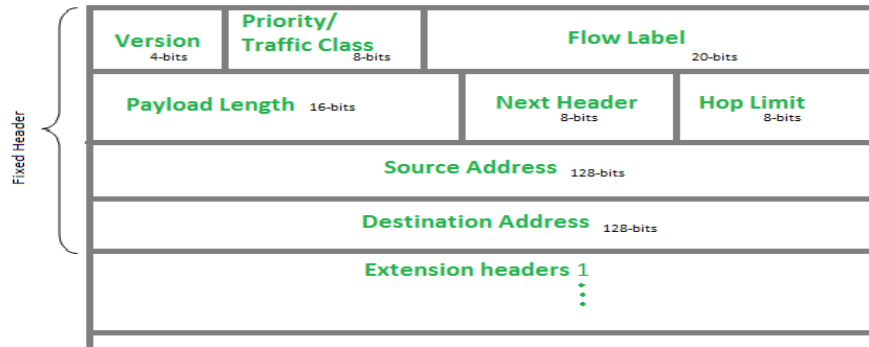 Fixed Header
Priority/
Version Traffic Class Flow Label
4-bits 8-bits 20-bits
Payload Length 16-bits Next Header Hop Limit
8-bits 8-bits
Source Address 128-bits
Destination Address 128-bits
Extension headers 1